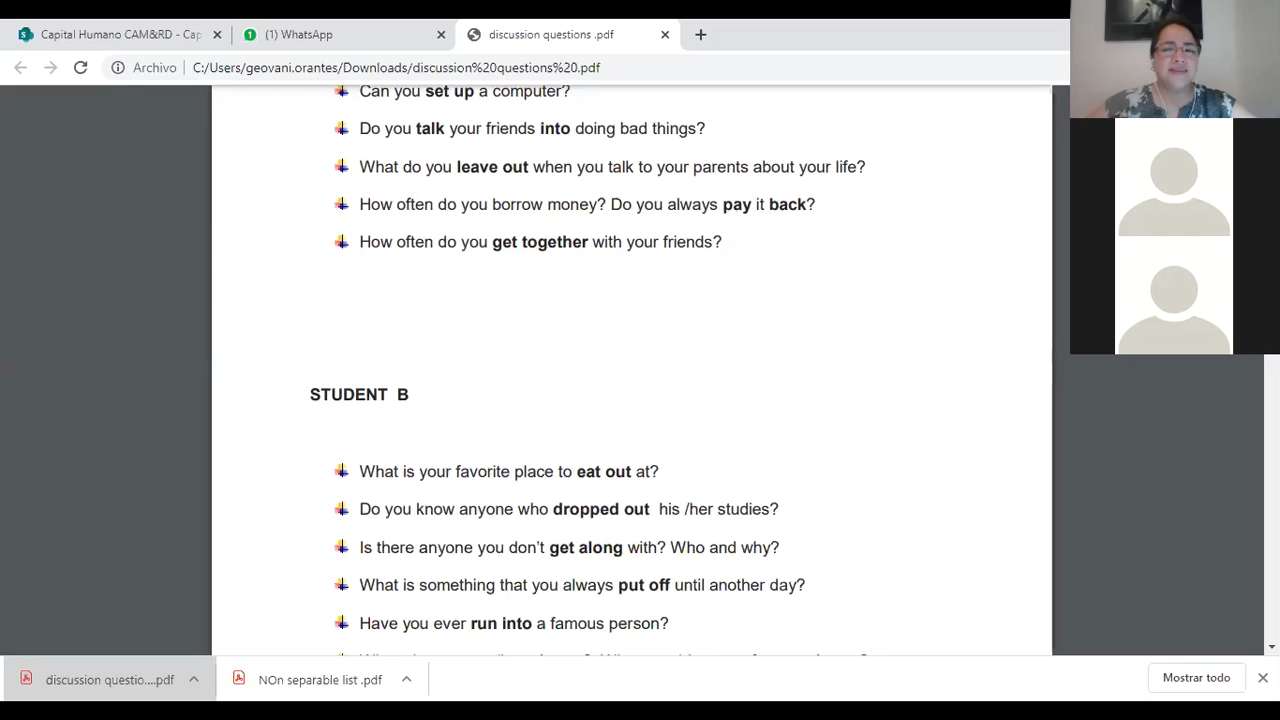 Capital Humano CAM&RD - Cap
(1) WhatsApp
discussion questions .pdf
Archivo
C:/Users/geovani.orantes/Downloads/discussion%20questions%20.pdf
Can you set up a computer?
Do you talk your friends into doing bad things?
What do you leave out when you talk to your parents about your life?
How often do you borrow money? Do you always pay it back?
How often do you get together with your friends?
STUDENT B
What is your favorite place to eat out at?
Do you know anyone who dropped out his /her studies?
Is there anyone you don’t get along with? Who and why?
What is something that you always put off until another day?
Have you ever run into a famous person?
discussion questio....pdf
NOn separable list .pdf
Mostrar todo